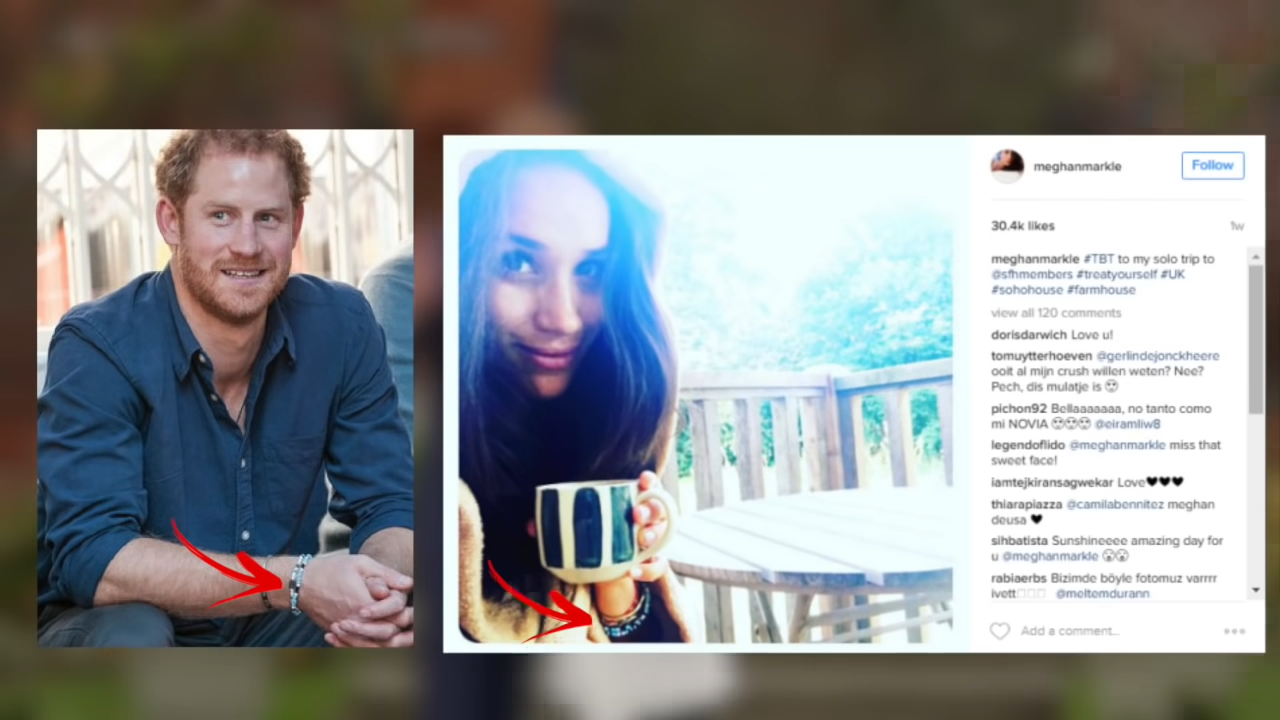 meghanmarkle
Follow
30.4k likes
1w
meghanmarkle #TBT to my solo trip to
@sfhmembers #treatyourself #UK
#sohohouse #farmhouse
view all 120 comments
dorisdarwich Love u!
tomuytterhoeven @gerlindejonckheere
ooit al mijn crush willen weten? Nee?
Pech, dis mulatje is
pichon92 Bellaaaaaaa, no tanto como
mi NOVIA @eiramliw8
legendoflido @meghanmarkle miss that
sweet face!
iamtejkiransagwekar Love♥♥♥
thiarapiazza @camilabennitez meghan
deusa ♥
sihbatista Sunshineeee amazing day for
u @meghanmarkle
rabiaerbs Bizimde böyle fotomuz varrrr
ivett @meltemdurann
Add a comment...